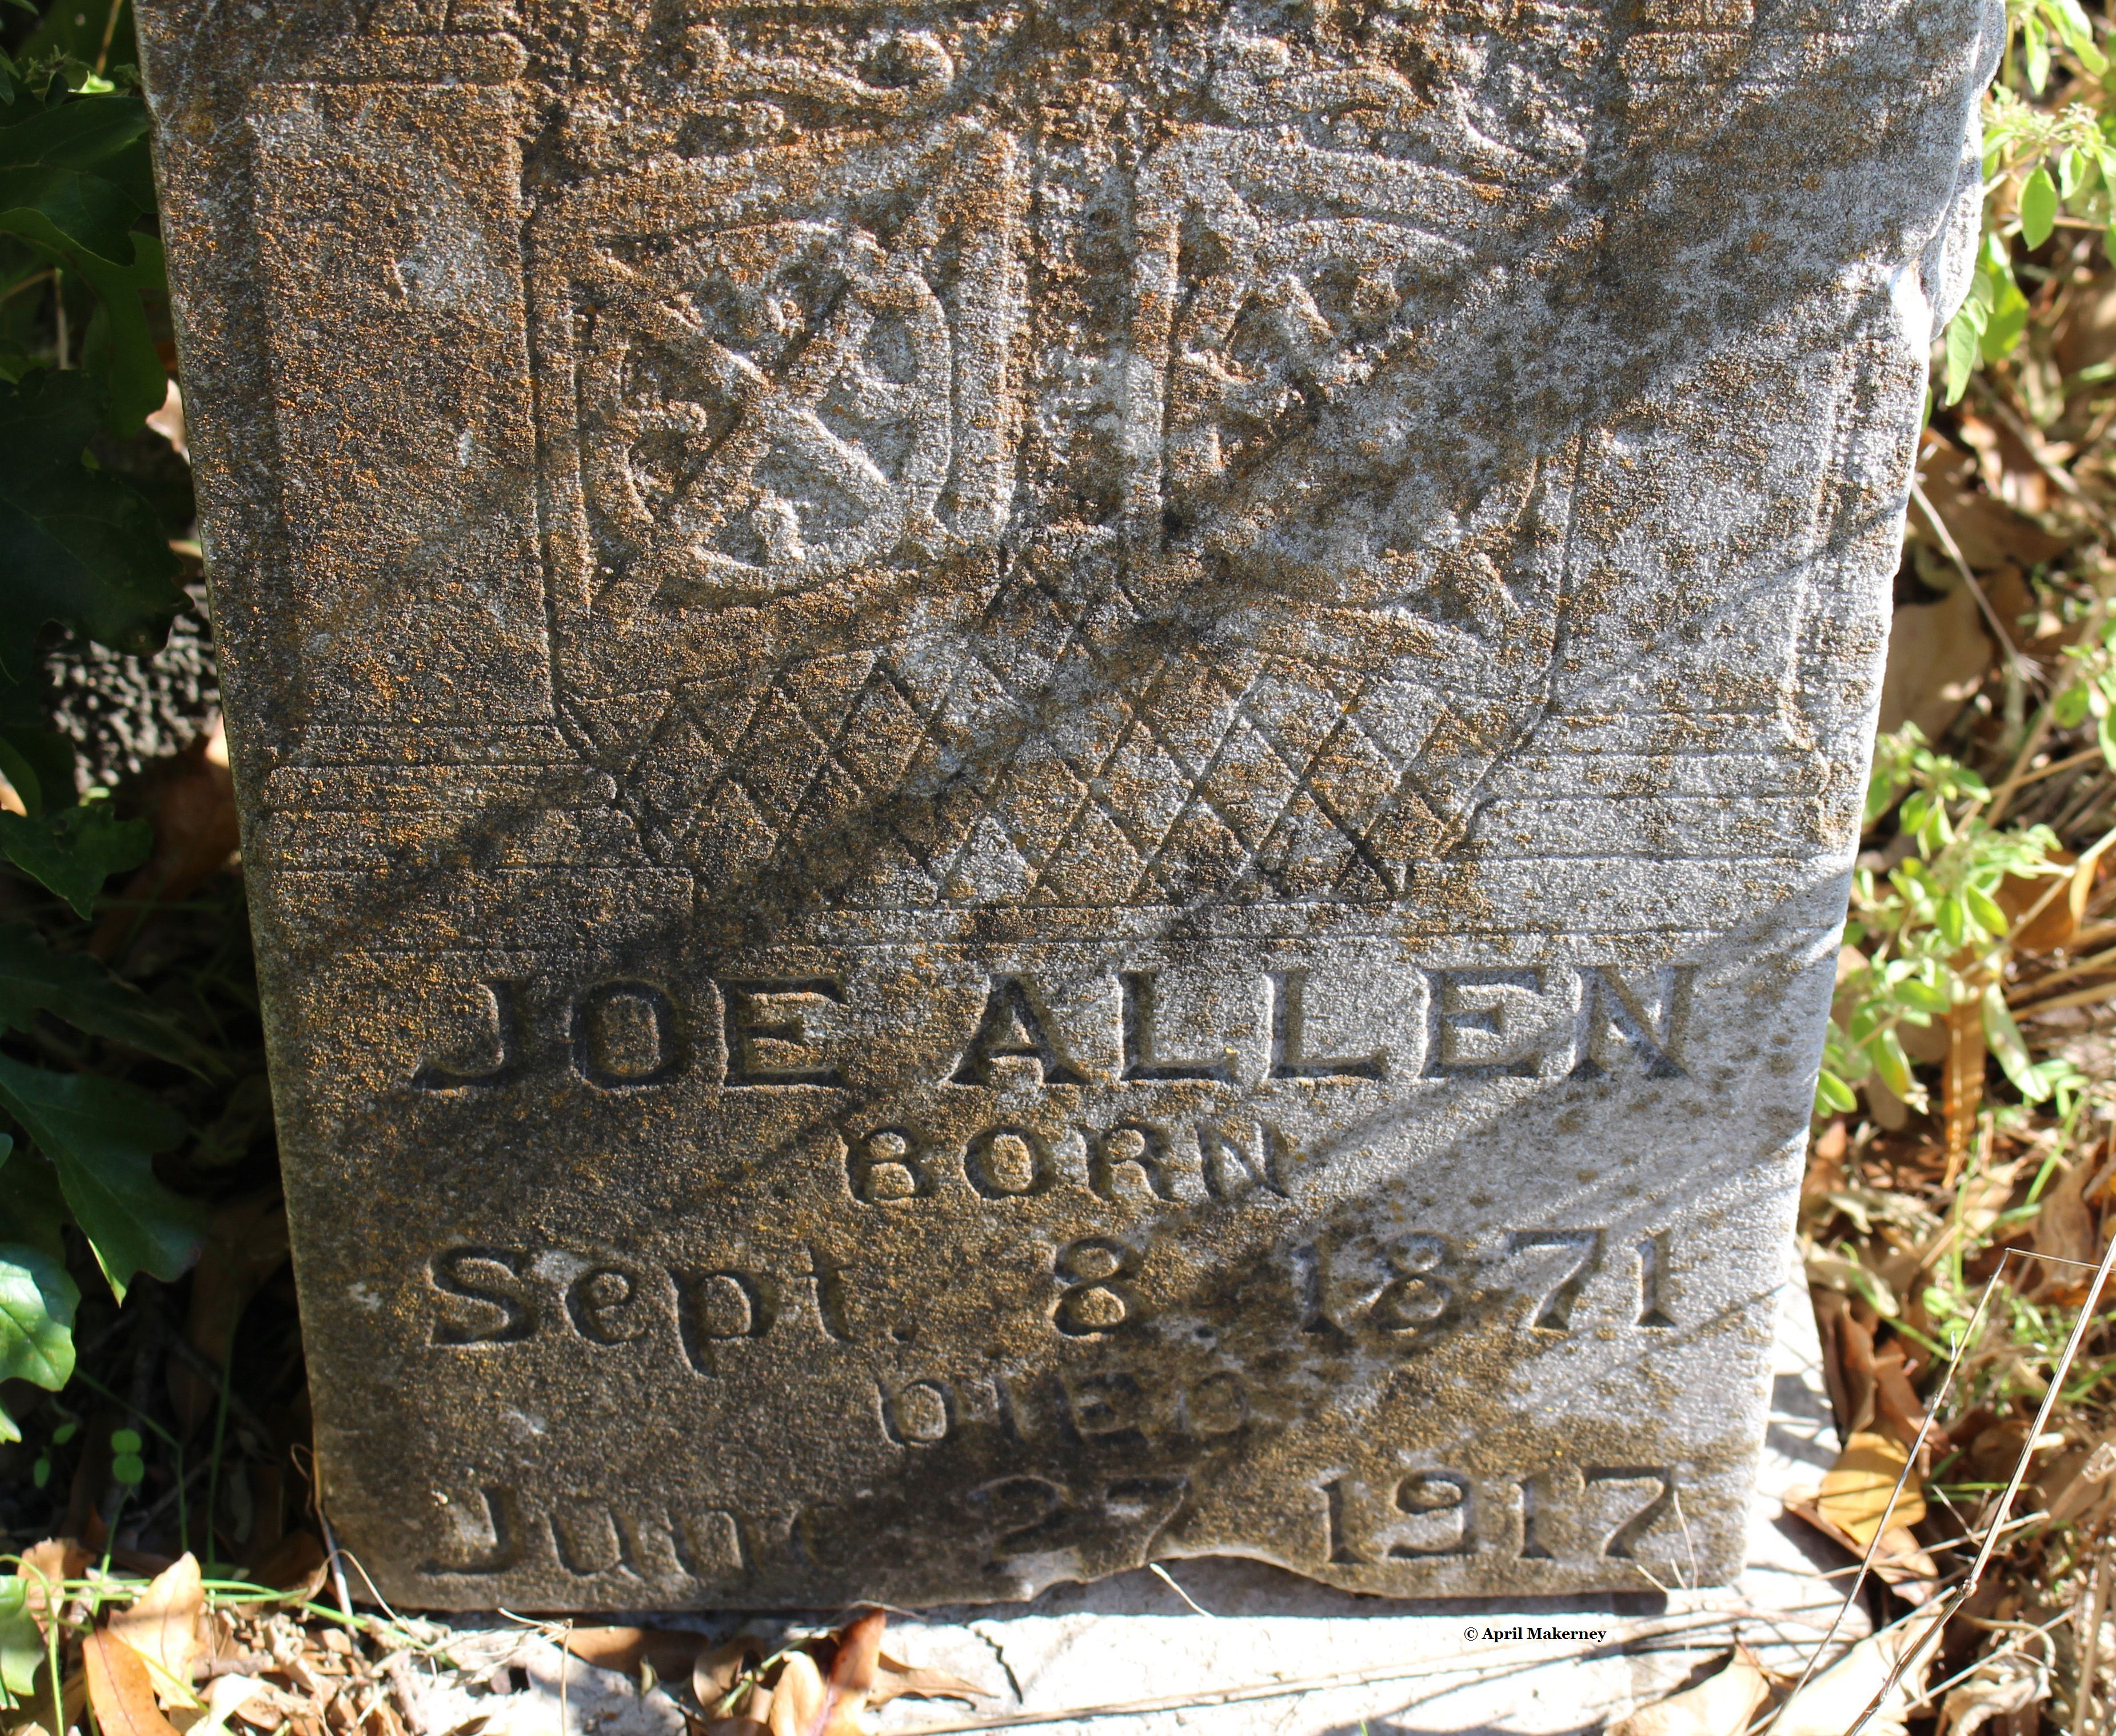 JOE ALLEN
BORN
Sept. 8. 1871
DIED
June 27 1917
© April Makerney